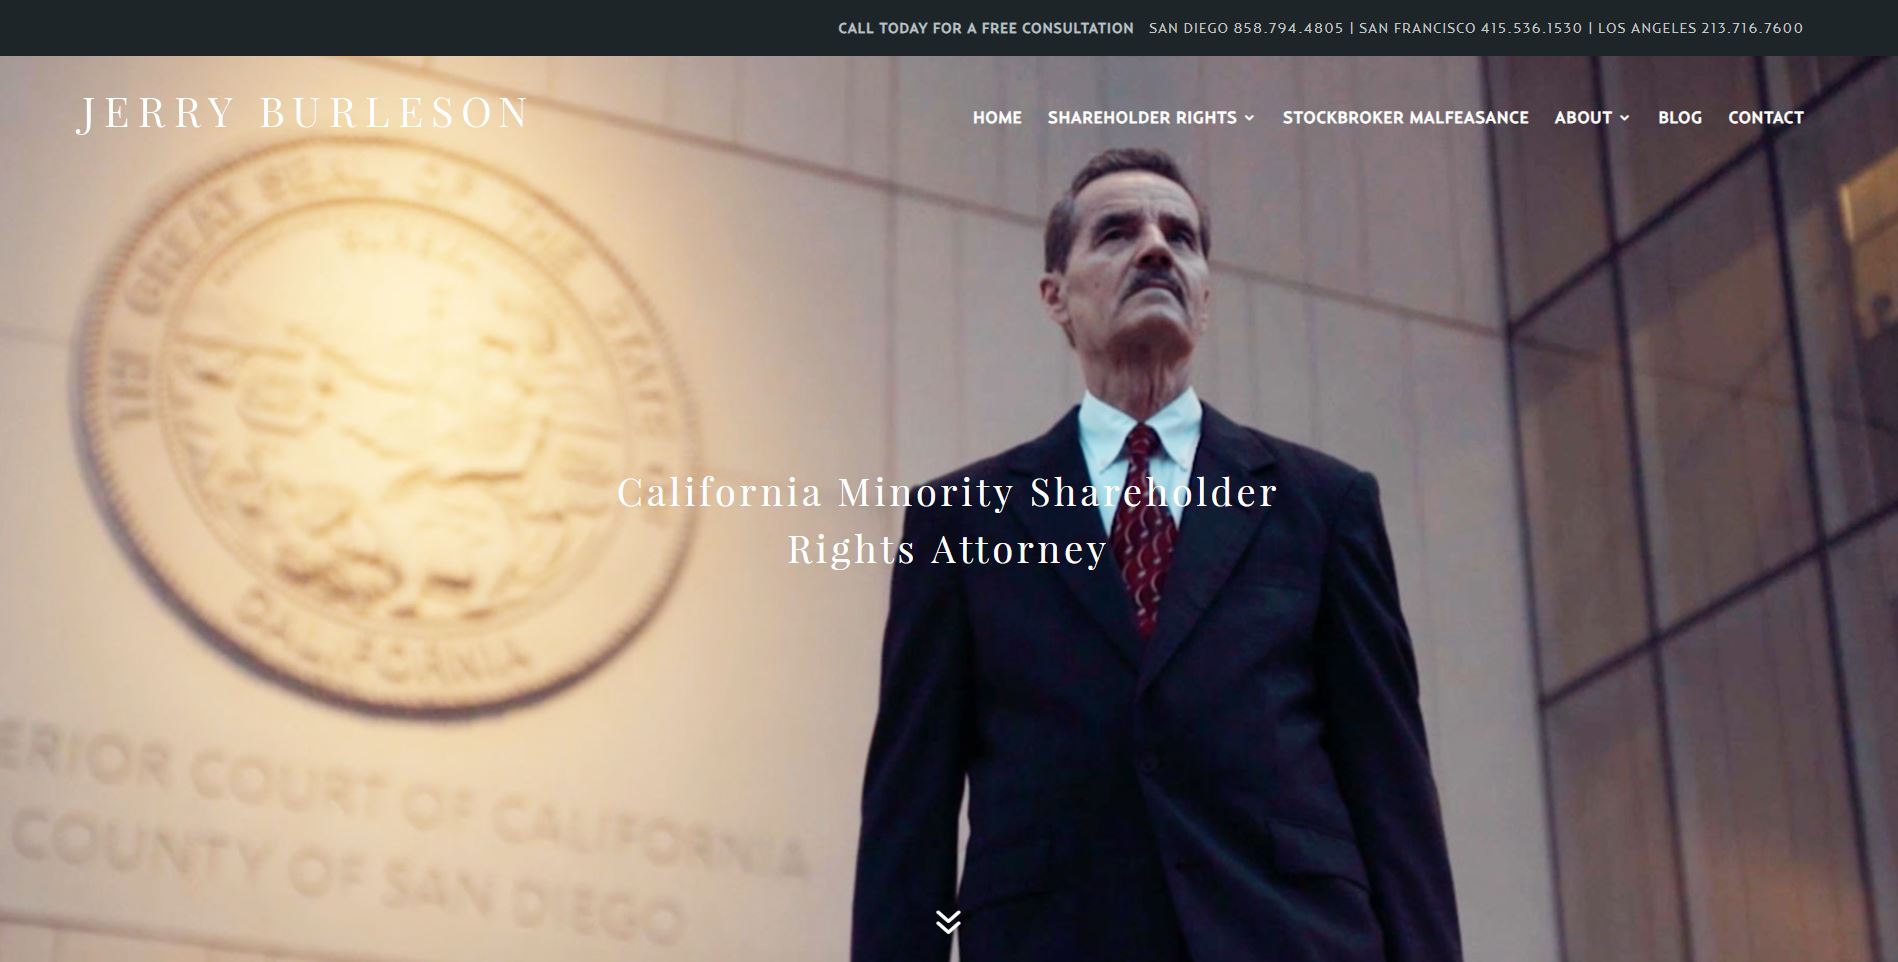 CALL TODAY FOR A FREE CONSULTATION SAN DIEGO 858.794.4805 | SAN FRANCISCO 415.536.1530 | LOS ANGELES 213.716.7600
JERRY BURLESON
HOME SHAREHOLDER RIGHTS STOCKBROKER MALFEASANCE ABOUT BLOG CONTACT
THE GREAT SEAL OF THE STATE OF
CALIFORNIA
California Minority Shareholder
Rights Attorney
ERIOR COURT OF CALIFORNIA
COUNTY OF SAN DIEGO